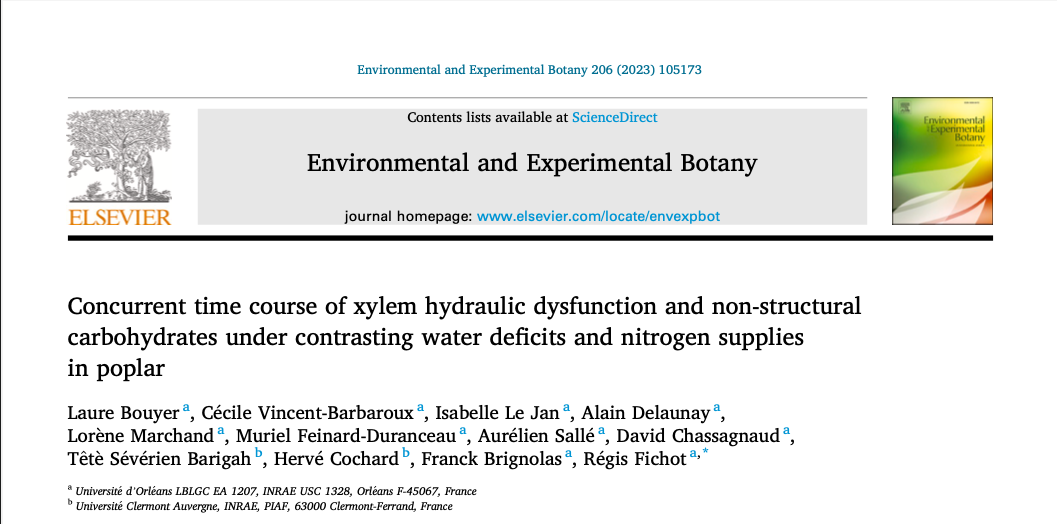 Environmental and Experimental Botany 206 (2023) 105173
Contents lists available at ScienceDirect
Environmental and Experimental Botany
journal homepage: www.elsevier.com/locate/envexpbot
ELSEVIER
Environmental
and Experimental
Botany
Concurrent time course of xylem hydraulic dysfunction and non-structural
carbohydrates under contrasting water deficits and nitrogen supplies
in poplar
Laure Bouyer a, Cécile Vincent-Barbaroux a, Isabelle Le Jan a, Alain Delaunay a,
Lorène Marchand a, Muriel Feinard-Duranceau a, Aurélien Sallé a, David Chassagnaud a,
Têtè Sévérien Barigah b, Hervé Cochard b, Franck Brignolas a, Régis Fichot a,*
a Université d'Orléans LBLGC EA 1207, INRAE USC 1328, Orléans F-45067, France
b Université Clermont Auvergne, INRAE, PIAF, 63000 Clermont-Ferrand, France